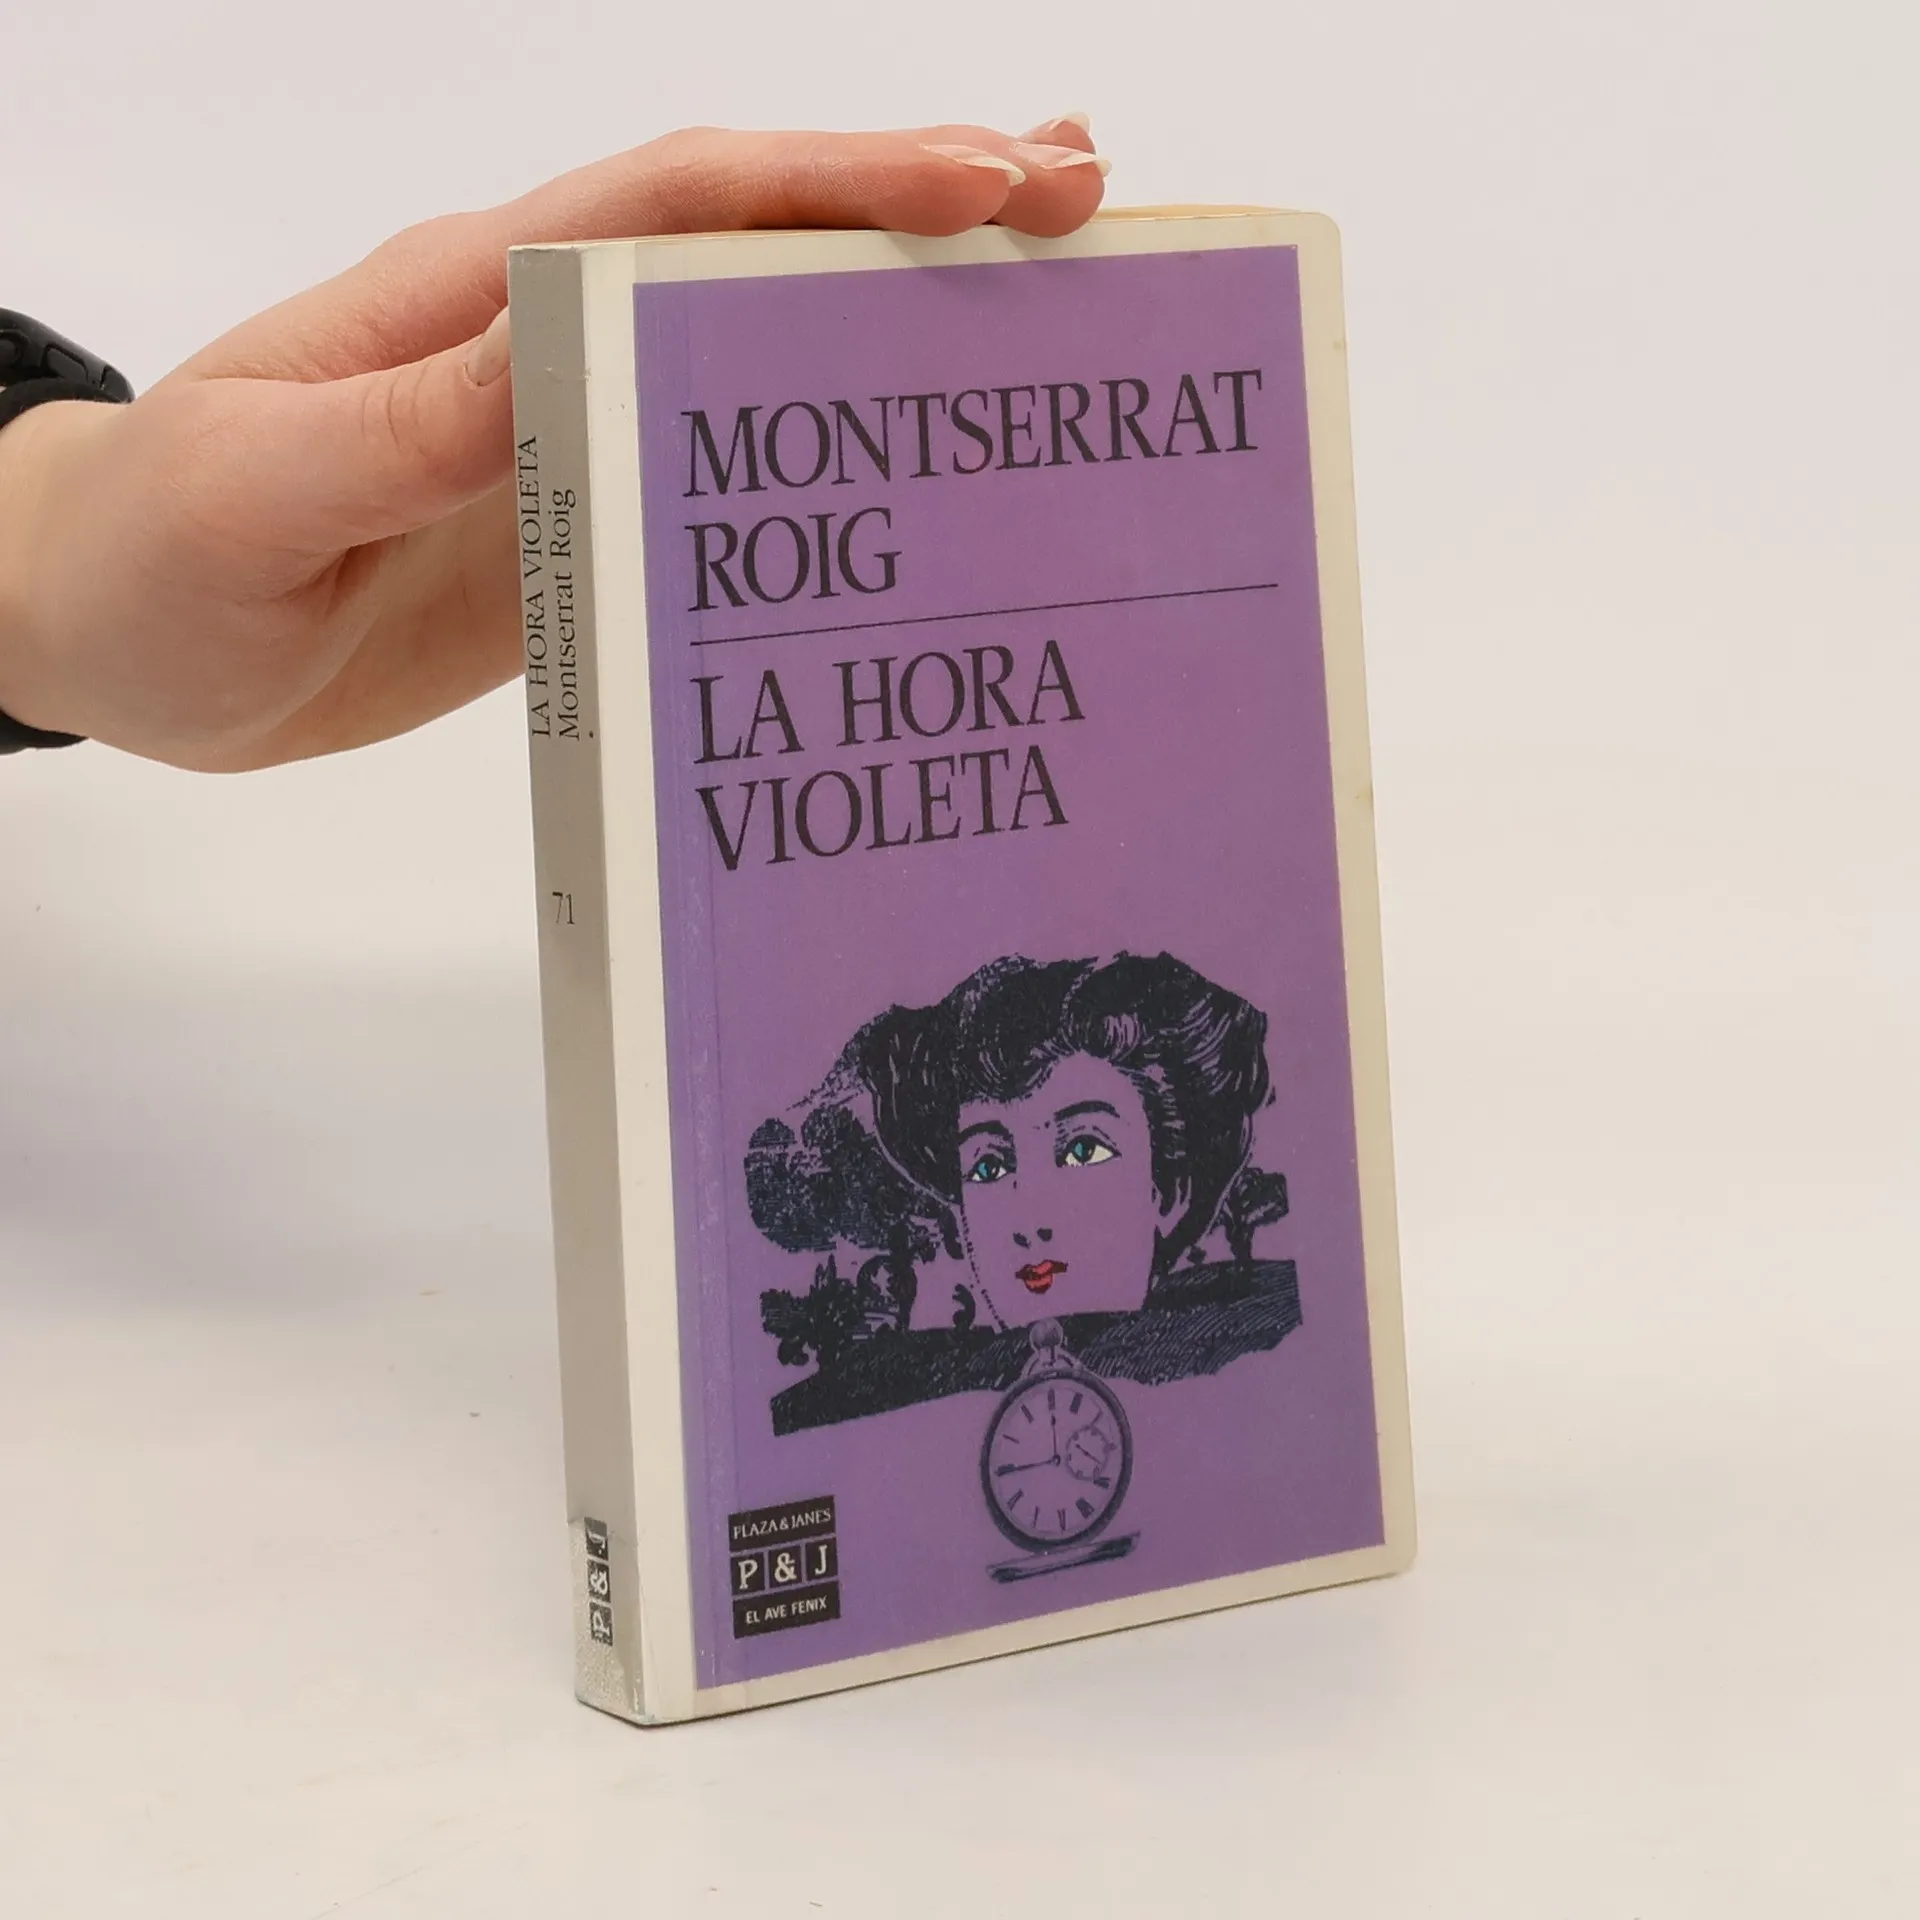 MONTSERRAT
ROIG
LA HORA
VIOLETA
PLAZA & JANES
P & J
EL AVE FENIX
LA HORA VIOLETA
Montserrat Roig
71
P & J